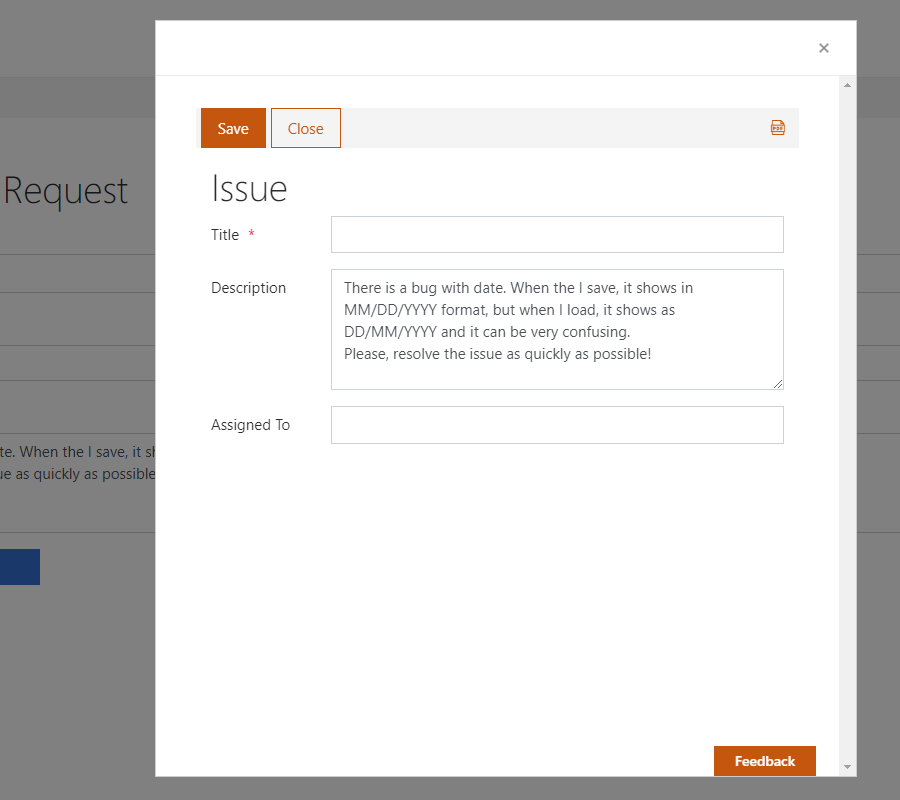 ×
Save Close PDF
Request
Issue
Title *
Description
There is a bug with date. When the I save, it shows in
MM/DD/YYYY format, but when I load, it shows as
DD/MM/YYYY and it can be very confusing.
Please, resolve the issue as quickly as possible!
Assigned To
te. When the I save, it sh
ue as quickly as possible
Feedback